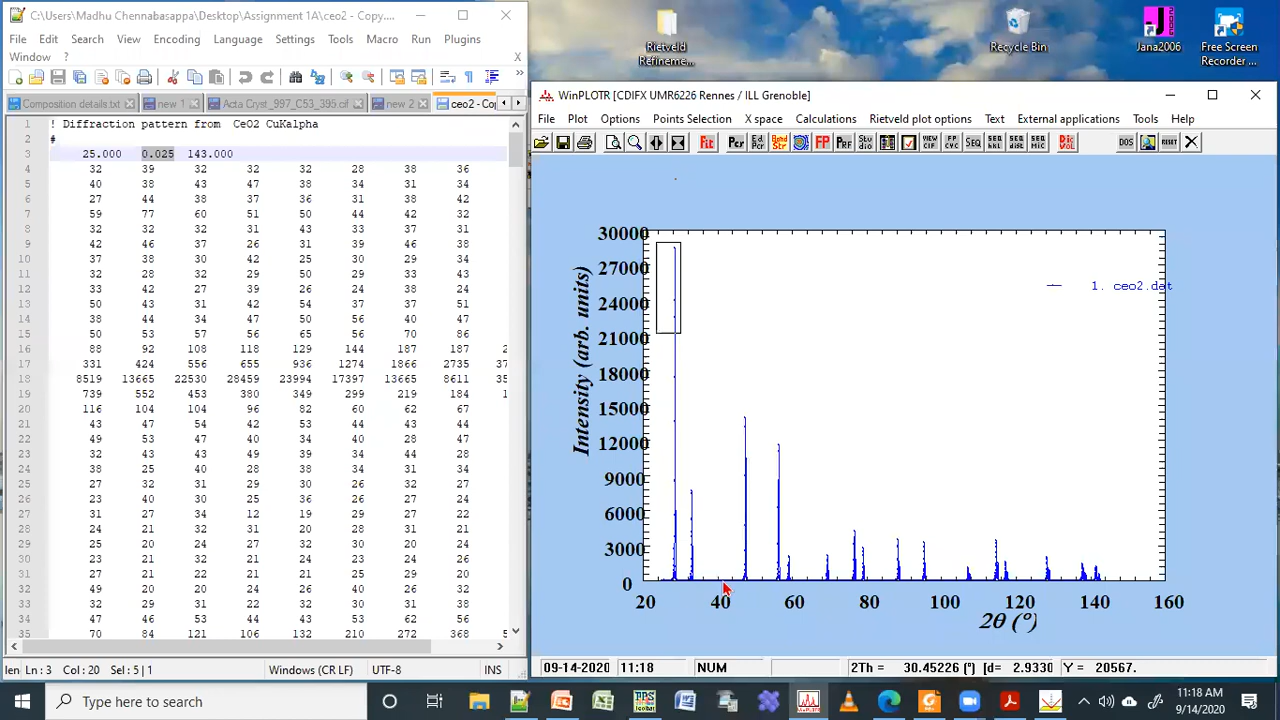 C:\Users\Madhu Chennabasappa\Desktop\Assignment 1A\ceo2 - Copy....
File Edit Search View Encoding Language Settings Tools Macro Run Plugins
Window ? X
Composition details.txt new 1 Acta Cryst_997_C53_395.cif new 2 ceo2 - Cop
1 ! Diffraction pattern from CeO2 CuKalpha
2 #
3 25.000 0.025 143.000
4 32 39 32 32 32 28 38 36
5 40 38 43 47 38 34 31 34
6 27 44 38 37 36 31 38 42
7 59 77 60 51 50 44 42 32
8 32 32 32 31 43 33 37 31
9 42 46 37 26 31 39 46 38
10 37 38 30 42 25 30 29 34
11 32 28 32 29 50 29 33 43
12 33 42 27 39 26 24 38 24
13 50 43 31 42 54 37 37 51
14 38 44 34 47 50 56 40 47
15 50 53 57 56 65 56 70 86
16 88 92 108 118 129 144 187 187 2
17 331 424 556 655 936 1274 1866 2735 37
18 8519 13665 22530 28459 23994 17397 13665 8611 35
19 739 552 453 380 349 299 219 184 1
20 116 104 104 96 82 60 62 67
21 43 47 54 42 53 44 43 44
22 49 53 47 40 34 40 28 47
23 32 43 43 49 39 34 44 28
24 38 25 40 28 38 34 31 34
25 27 23 31 29 30 26 32 27
26 23 40 30 25 36 26 27 24
27 31 27 34 12 19 29 27 22
28 24 21 32 31 20 28 31 21
29 25 20 24 27 32 30 20 24
30 23 21 32 21 24 23 24 26
31 27 21 22 21 21 25 29 20
32 49 20 20 24 26 40 26 32
33 32 29 31 22 32 30 31 38
34 47 46 53 44 43 53 62 56
35 70 84 121 106 132 210 272 368 5
len Ln : 3 Col : 20 Sel : 5 | 1 Windows (CR LF) UTF-8 INS
Rietveld
Refineme...
Recycle Bin
Jana2006
Free Screen
Recorder ...
WinPLOTR [CDIFX UMR6226 Rennes / ILL Grenoble]
File Plot Options Points Selection X space Calculations Rietveld plot options Text External applications Tools Help
Fit Pcr FP PRF SEQ DOS RESET
30000
27000
24000
21000
18000
15000
12000
9000
6000
3000
0
Intensity (arb. units)
1. ceo2.dat
20 40 60 80 100 120 140 160
2θ (°)
09-14-2020 11:18 NUM 2Th = 30.45226 [°] [d= 2.9330 Y = 20567.
Type here to search
11:18 AM
9/14/2020